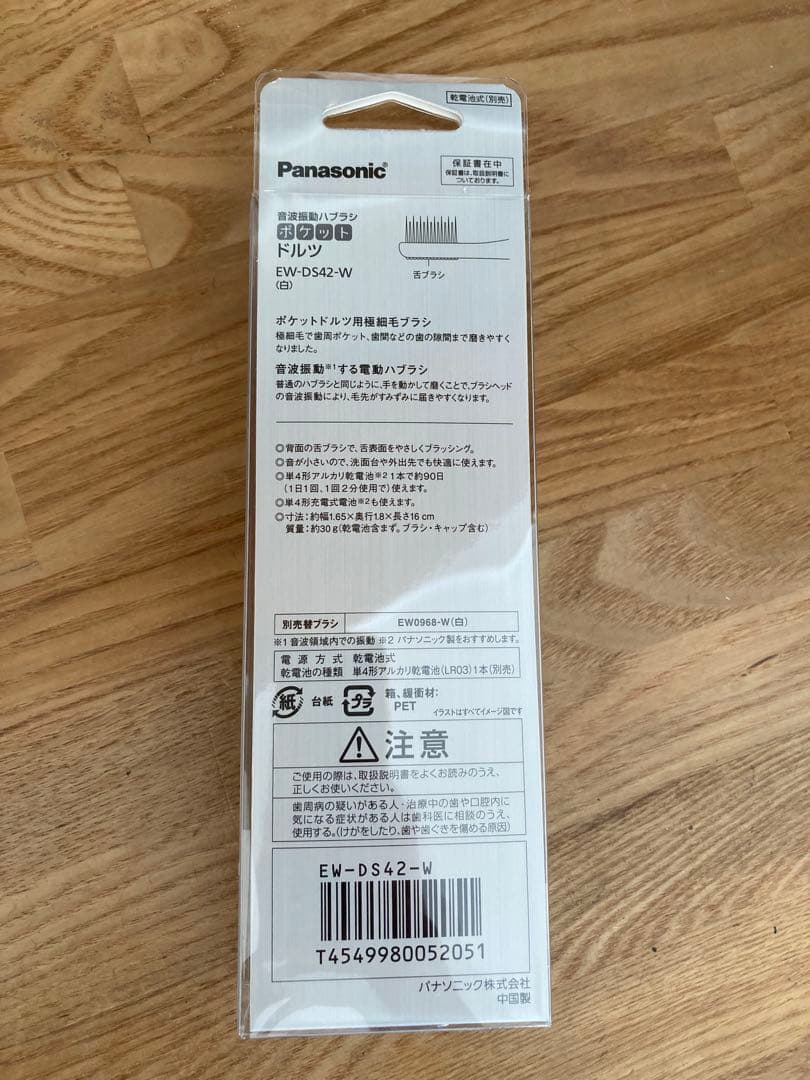 乾電池式(別売)
Panasonic®
保証書在中
保証書は、取扱説明書に
ついております。
音波振動ハブラシ
ポケット
ドルツ
EW-DS42-W
(白)
舌ブラシ
ポケットドルツ用極細毛ブラシ
極細毛で歯周ポケット、歯間などの歯の隙間まで磨きやすく
なりました。
音波振動※1する電動ハブラシ
普通のハブラシと同じように、手を動かして磨くことで、ブラシヘッド
の音波振動により、毛先がすみずみに届きやすくなります。
◎背面の舌ブラシで、舌表面をやさしくブラッシング。
◎音が小さいので、洗面台や外出先でも快適に使えます。
◎単4形アルカリ乾電池※2 1本で約90日
(1日1回、1回2分使用で)使えます。
◎単4形充電式電池※2も使えます。
◎寸法:約幅1.65×奥行1.8×長さ16cm
質量:約30g(乾電池含まず。ブラシ・キャップ含む)
別売替ブラシ EW0968-W(白)
※1 音波領域内での振動 ※2 パナソニック製をおすすめします。
電源方式 乾電池式
乾電池の種類 単4形アルカリ乾電池(LR03)1本(別売)
紙 台紙 プラ 箱、緩衝材:
PET
イラストはすべてイメージ図です
注意
ご使用の際は、取扱説明書をよくお読みのうえ、
正しくお使いください。
歯周病の疑いがある人・治療中の歯や口腔内に
気になる症状がある人は歯科医に相談のうえ、
使用する。(けがをしたり、歯や歯ぐきを傷める原因)
EW-DS42-W
T4549980052051
パナソニック株式会社
中国製